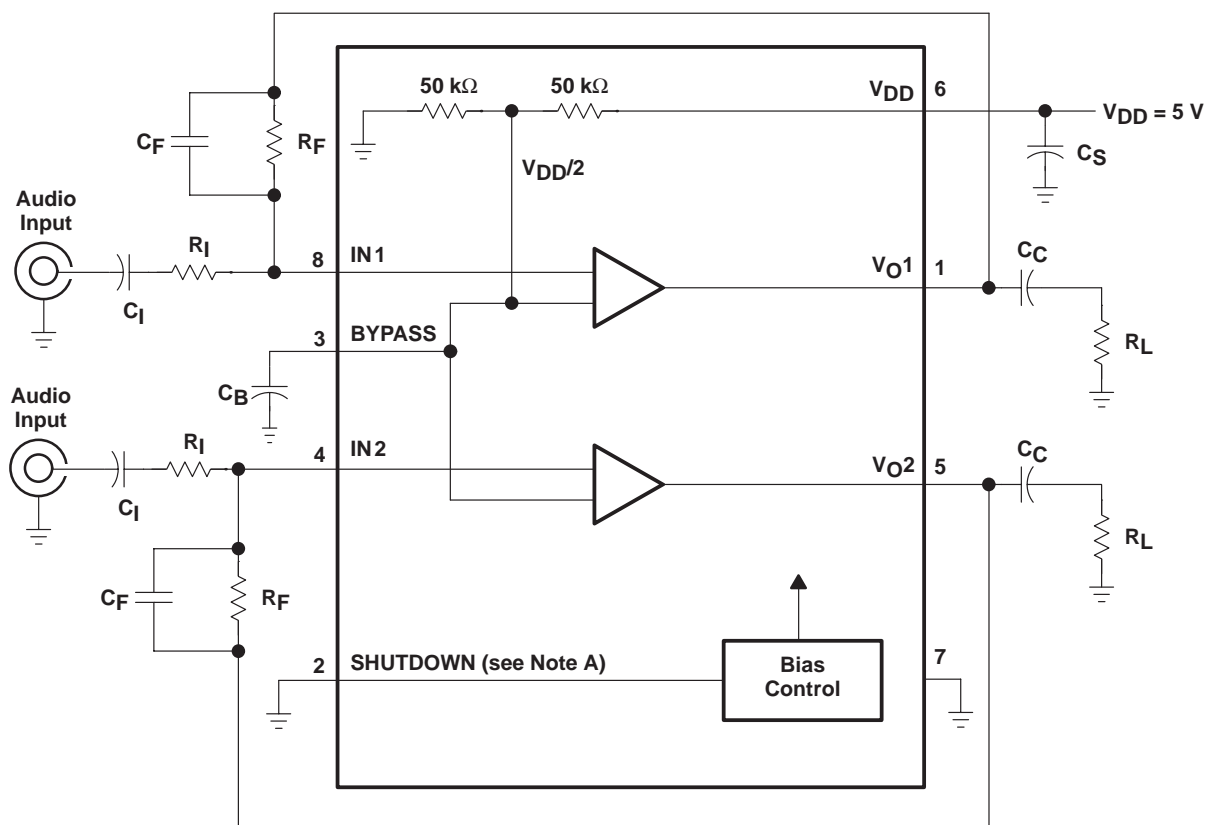 50 kΩ
50 kΩ
VDD
6
VDD = 5 V
CF
RF
VDD/2
CS
Audio
Input
RI
8
IN1
CI
VO1
1
CC
RL
3
BYPASS
CB
Audio
Input
RI
4
IN2
CI
VO2
5
CC
RL
CF
RF
2
SHUTDOWN (see Note A)
Bias
Control
7